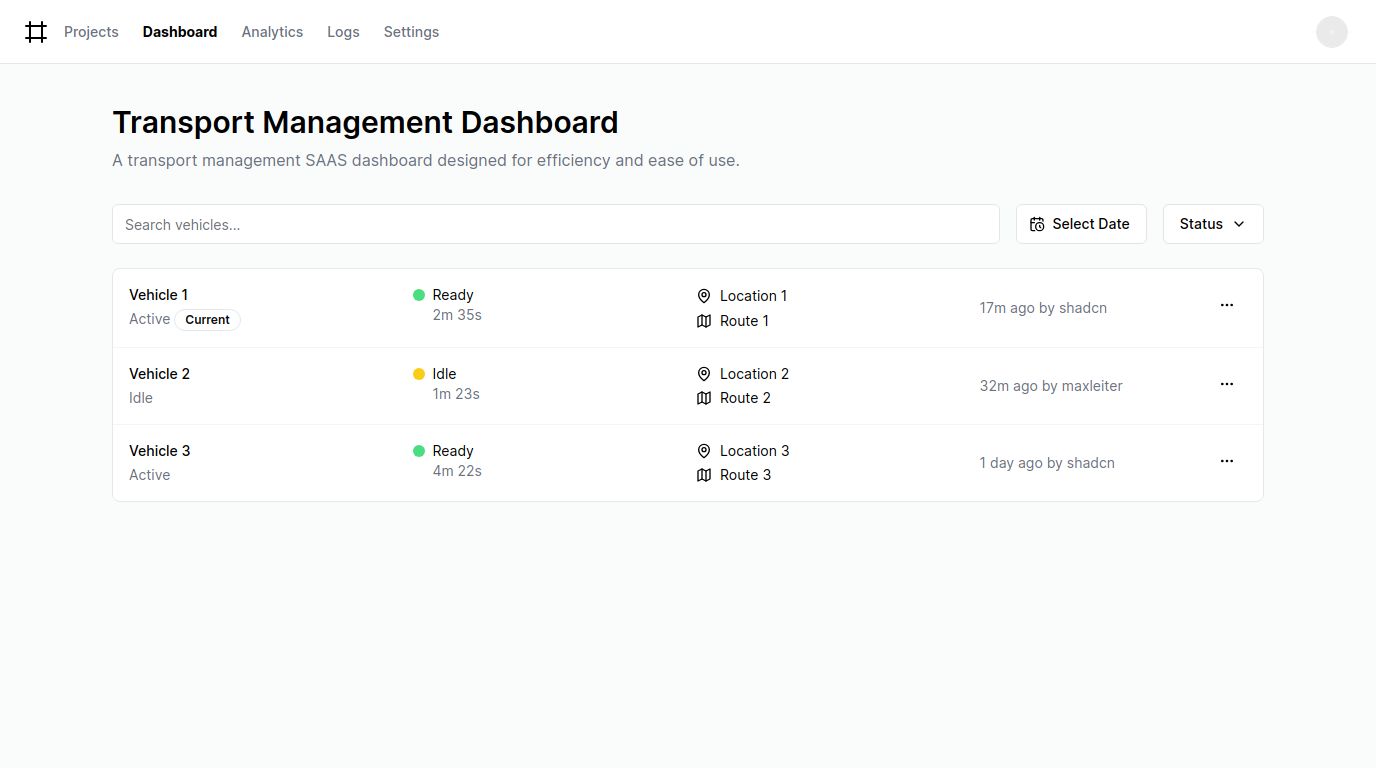 Projects Dashboard Analytics Logs Settings
Transport Management Dashboard
A transport management SAAS dashboard designed for efficiency and ease of use.
Search vehicles... Select Date Status
Vehicle 1
Active Current
Ready
2m 35s
Location 1
Route 1
17m ago by shadcn
Vehicle 2
Idle
Idle
1m 23s
Location 2
Route 2
32m ago by maxleiter
Vehicle 3
Active
Ready
4m 22s
Location 3
Route 3
1 day ago by shadcn